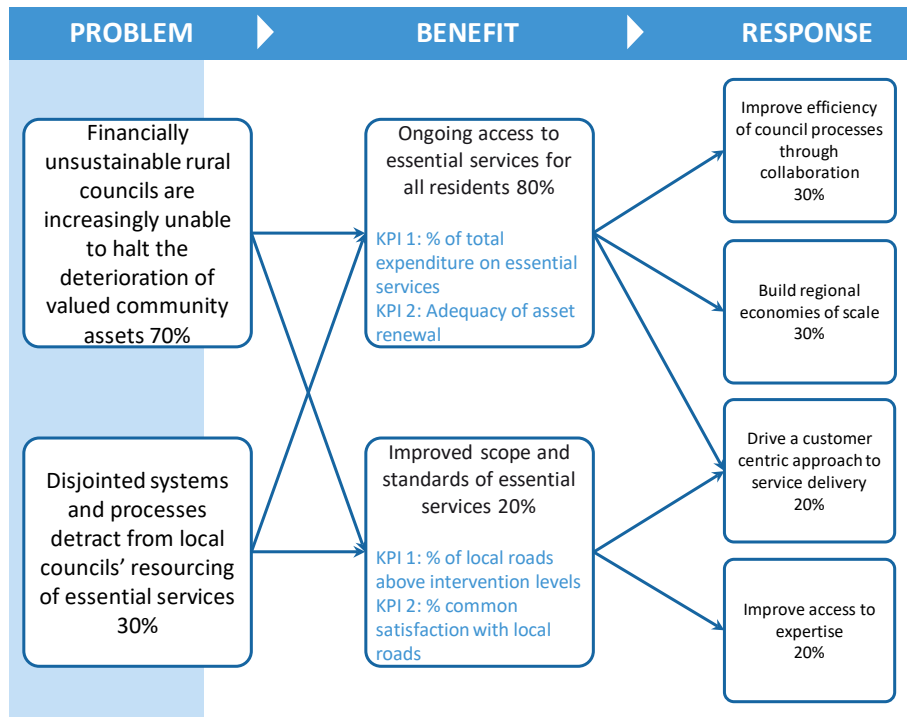 PROBLEM
BENEFIT
RESPONSE
Financially
unsustainable rural
councils are
increasingly unable
to halt the
deterioration of
valued community
assets 70%
Disjointed systems
and processes
detract from local
councils’ resourcing
of essential services
30%
Ongoing access to
essential services for
all residents 80%
KPI 1: % of total
expenditure on essential
services
KPI 2: Adequacy of asset
renewal
Improved scope and
standards of essential
services 20%
KPI 1: % of local roads
above intervention levels
KPI 2: % common
satisfaction with local
roads
Improve efficiency
of council processes
through
collaboration
30%
Build regional
economies of scale
30%
Drive a customer
centric approach to
service delivery
20%
Improve access to
expertise
20%